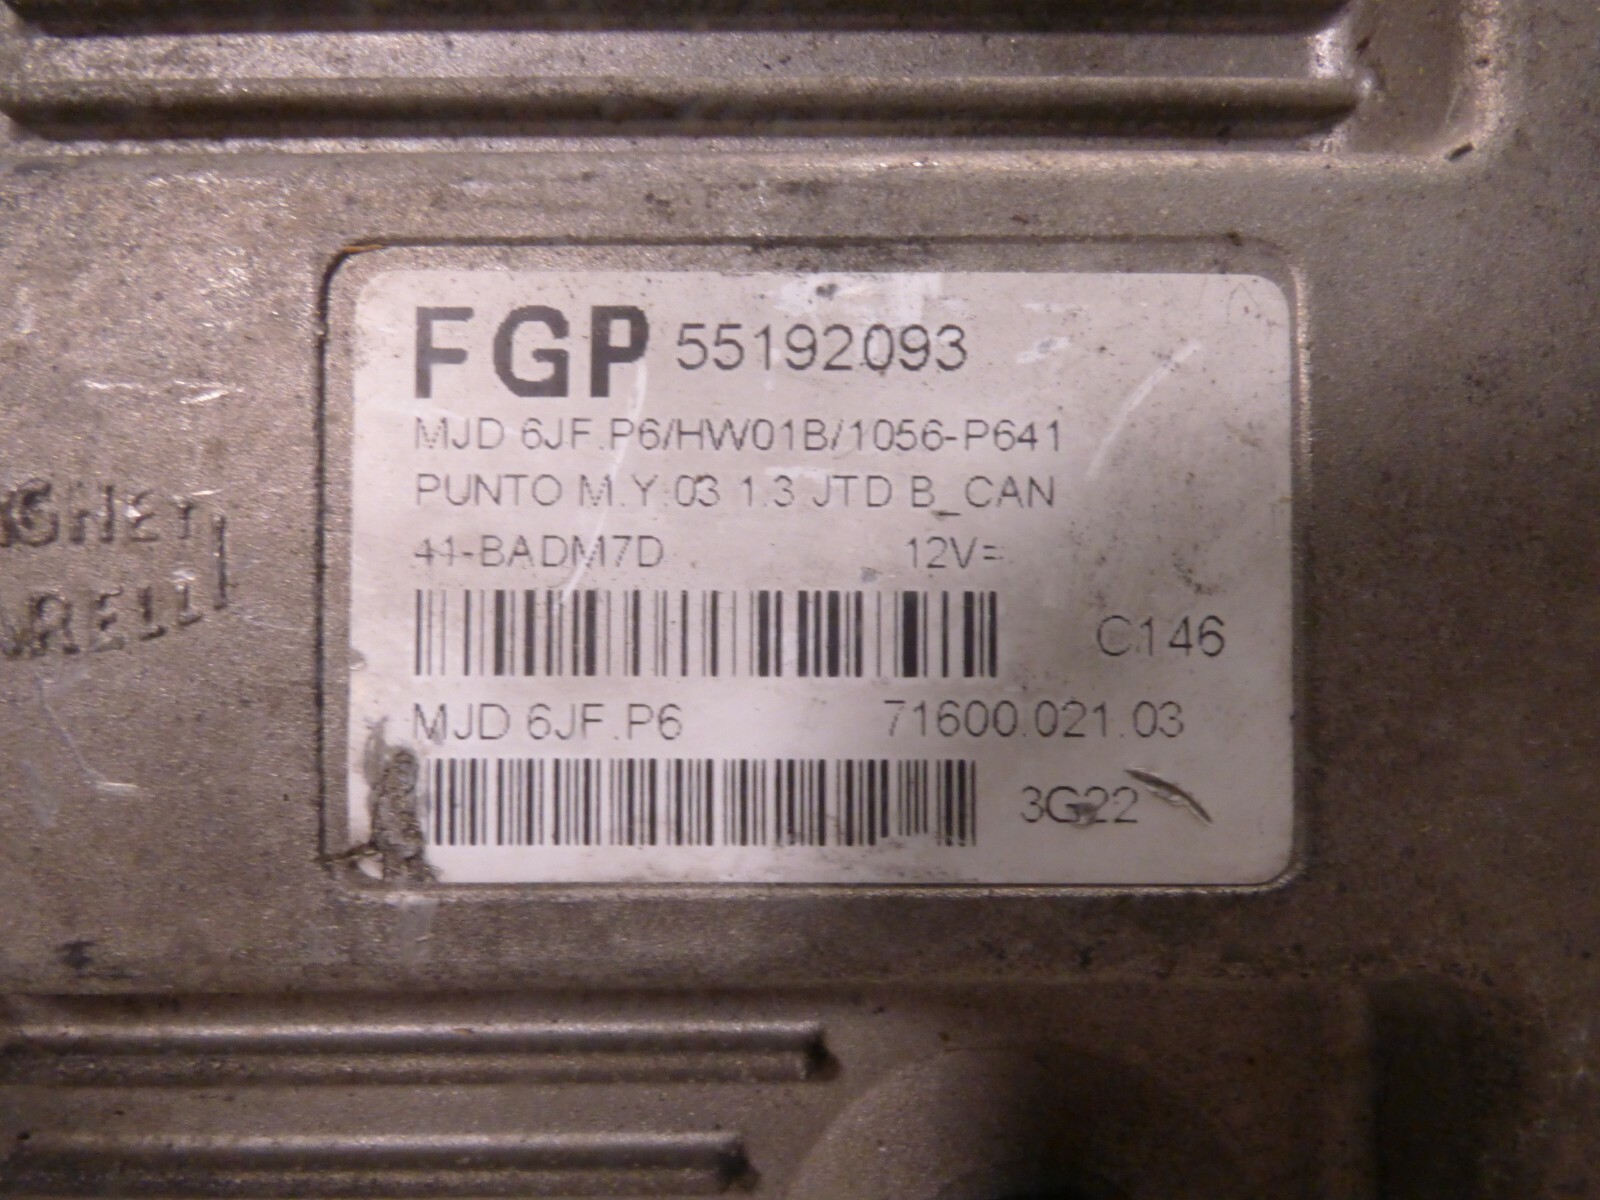 FGP 55192093
MJD 6JF.P6/HW01B/1056-P641
PUNTO M.Y.03 1.3 JTD B_CAN
41-BADM7D 12V=
C146
MJD 6JF.P6 71600.021.03
3G22